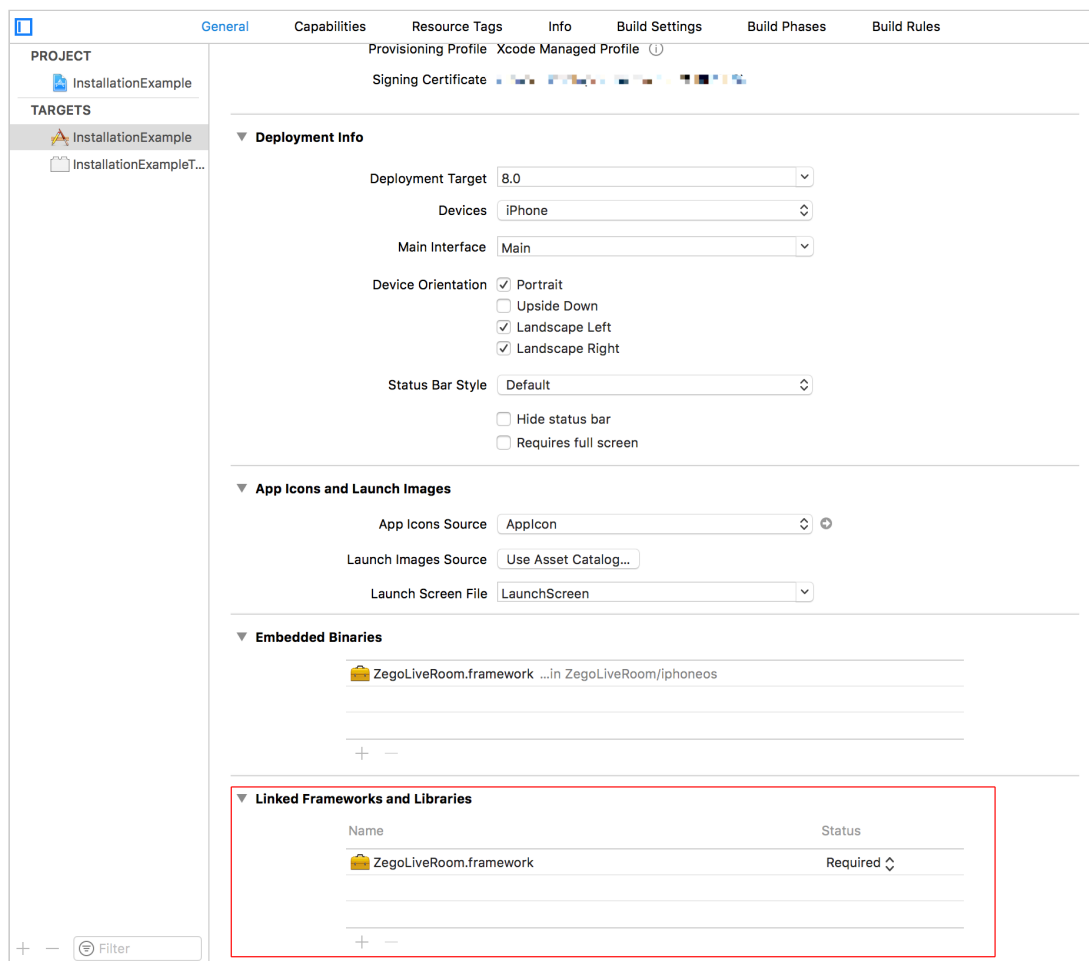 General Capabilities Resource Tags Info Build Settings Build Phases Build Rules
PROJECT
InstallationExample
TARGETS
InstallationExample
InstallationExampleT...
Filter
Provisioning Profile Xcode Managed Profile
Signing Certificate
Deployment Info
Deployment Target 8.0
Devices iPhone
Main Interface Main
Device Orientation Portrait
Upside Down
Landscape Left
Landscape Right
Status Bar Style Default
Hide status bar
Requires full screen
App Icons and Launch Images
App Icons Source AppIcon
Launch Images Source Use Asset Catalog...
Launch Screen File LaunchScreen
Embedded Binaries
ZegoLiveRoom.framework ...in ZegoLiveRoom/iphoneos
Linked Frameworks and Libraries
Name Status
ZegoLiveRoom.framework Required